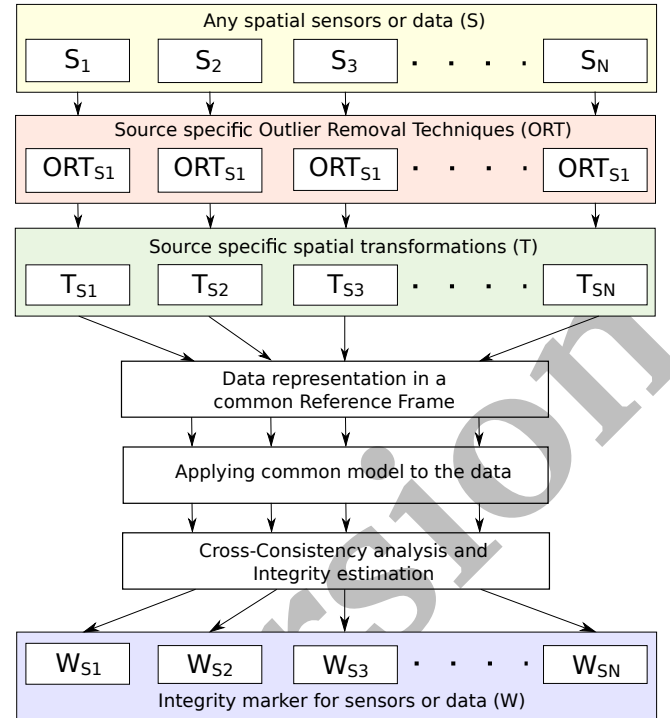 Any spatial sensors or data (S)
S1 S2 S3 . . . . SN
Source specific Outlier Removal Techniques (ORT)
ORTS1 ORTS1 ORTS1 . . . . ORTS1
Source specific spatial transformations (T)
TS1 TS2 TS3 . . . . TSN
Data representation in a
common Reference Frame
Applying common model to the data
Cross-Consistency analysis and
Integrity estimation
WS1 WS2 WS3 . . . . WSN
Integrity marker for sensors or data (W)